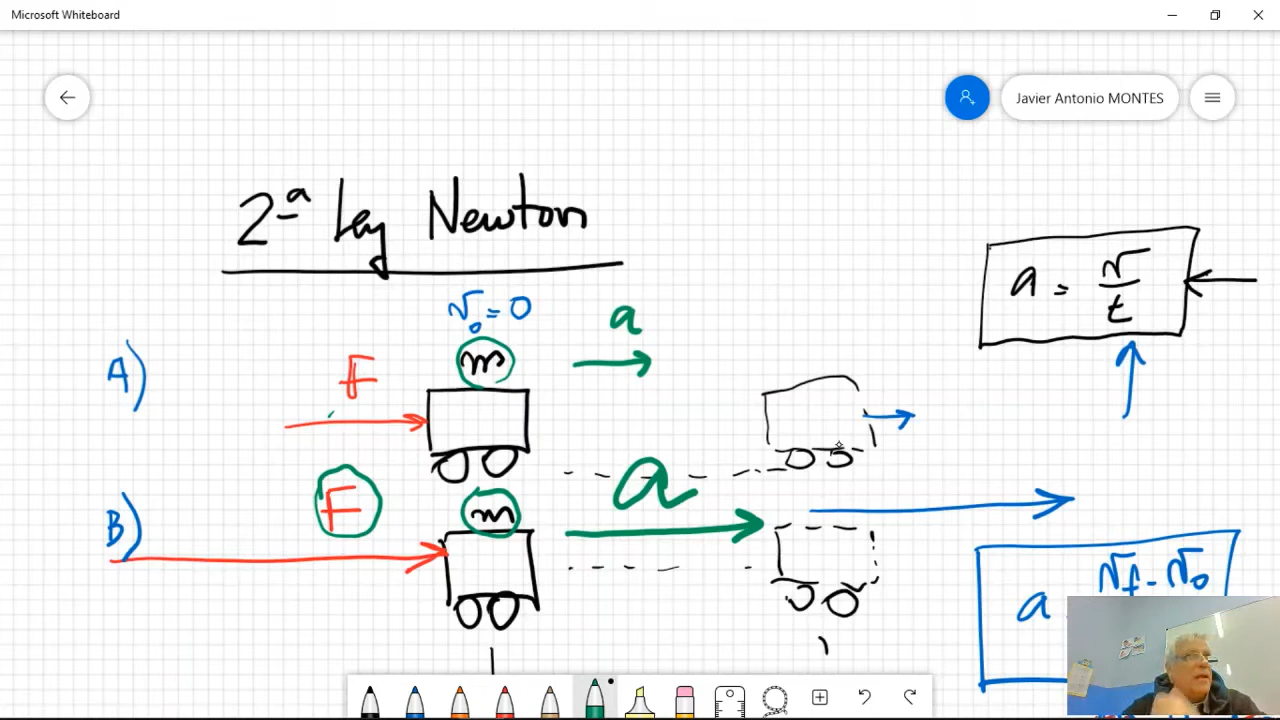 Microsoft Whiteboard
Javier Antonio MONTES
2ª Ley Newton
v₀ = 0
a
a = v/t
A)
F
m
a
B)
F
m
a
vf - v₀